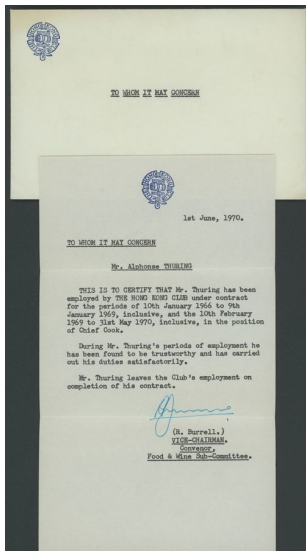 TO WHOM IT MAY CONCERN
1st June, 1970.
TO WHOM IT MAY CONCERN
Mr. Alphonse THURING
THIS IS TO CERTIFY THAT Mr. Thuring has been
employed by THE HONG KONG CLUB under contract
for the periods of 10th January 1966 to 9th
January 1969, inclusive, and the 10th February
1969 to 31st May 1970, inclusive, in the position
of Chief Cook.
During Mr. Thuring's periods of employment he
has been found to be trustworthy and has carried
out his duties satisfactorily.
Mr. Thuring leaves the Club's employment on
completion of his contract.
(R. Burrell.)
VICE-CHAIRMAN.
Convenor,
Food & Wine Sub-Committee.